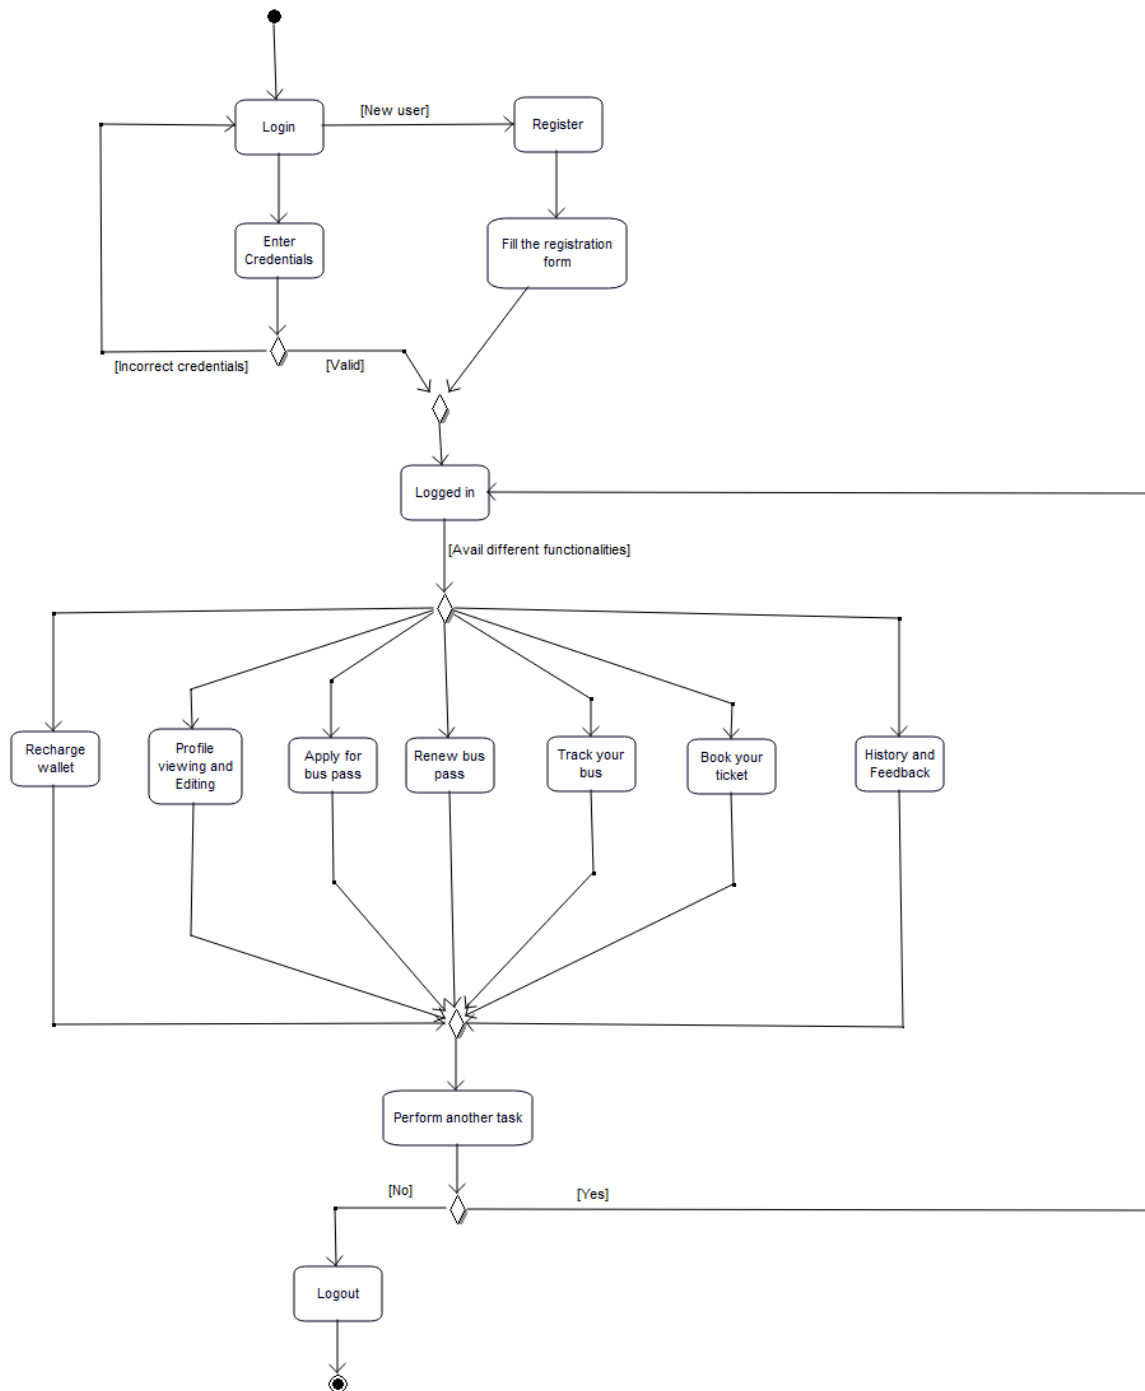 [New user]
Login
Register
Enter
Credentials
Fill the registration
form
[Incorrect credentials]
[Valid]
Logged in
[Avail different functionalities]
Recharge
wallet
Profile
viewing and
Editing
Apply for
bus pass
Renew bus
pass
Track your
bus
Book your
ticket
History and
Feedback
Perform another task
[No]
[Yes]
Logout